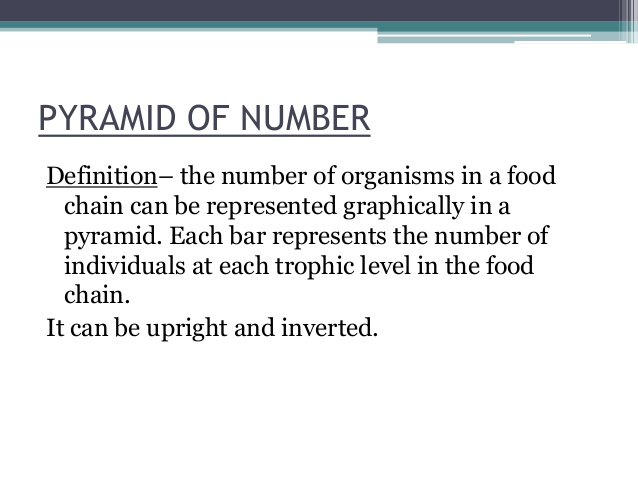 PYRAMID OF NUMBER
Definition– the number of organisms in a food
chain can be represented graphically in a
pyramid. Each bar represents the number of
individuals at each trophic level in the food
chain.
It can be upright and inverted.